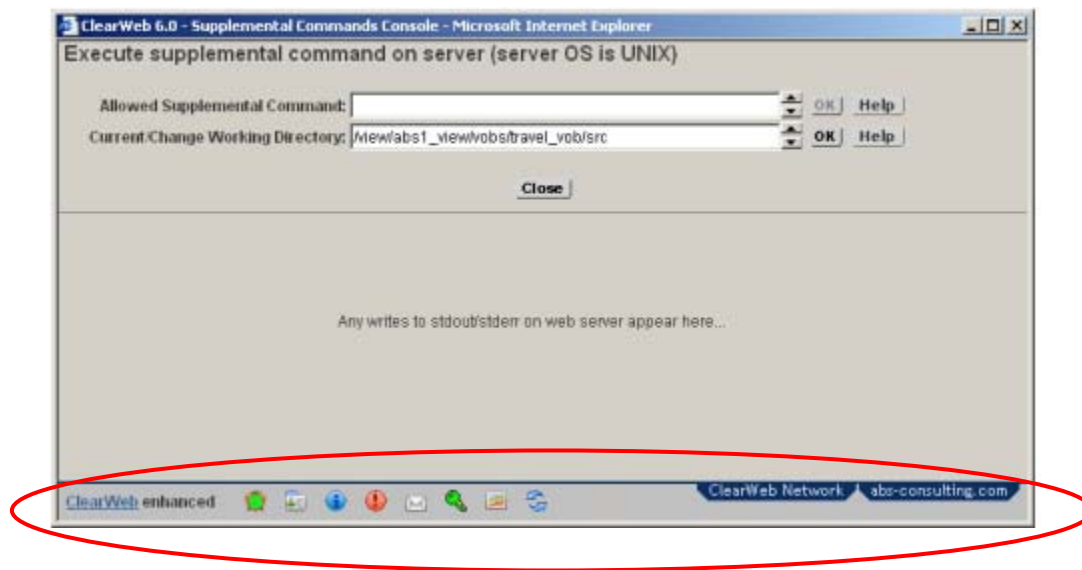 ClearWeb 6.0 - Supplemental Commands Console - Microsoft Internet Explorer
Execute supplemental command on server (server OS is UNIX)
Allowed Supplemental Command: OK Help
Current/Change Working Directory: /view/abs1_view/vobs/travel_vob/src OK Help
Close
Any writes to stdout/stderr on web server appear here...
ClearWeb enhanced ClearWeb Network abs-consulting.com